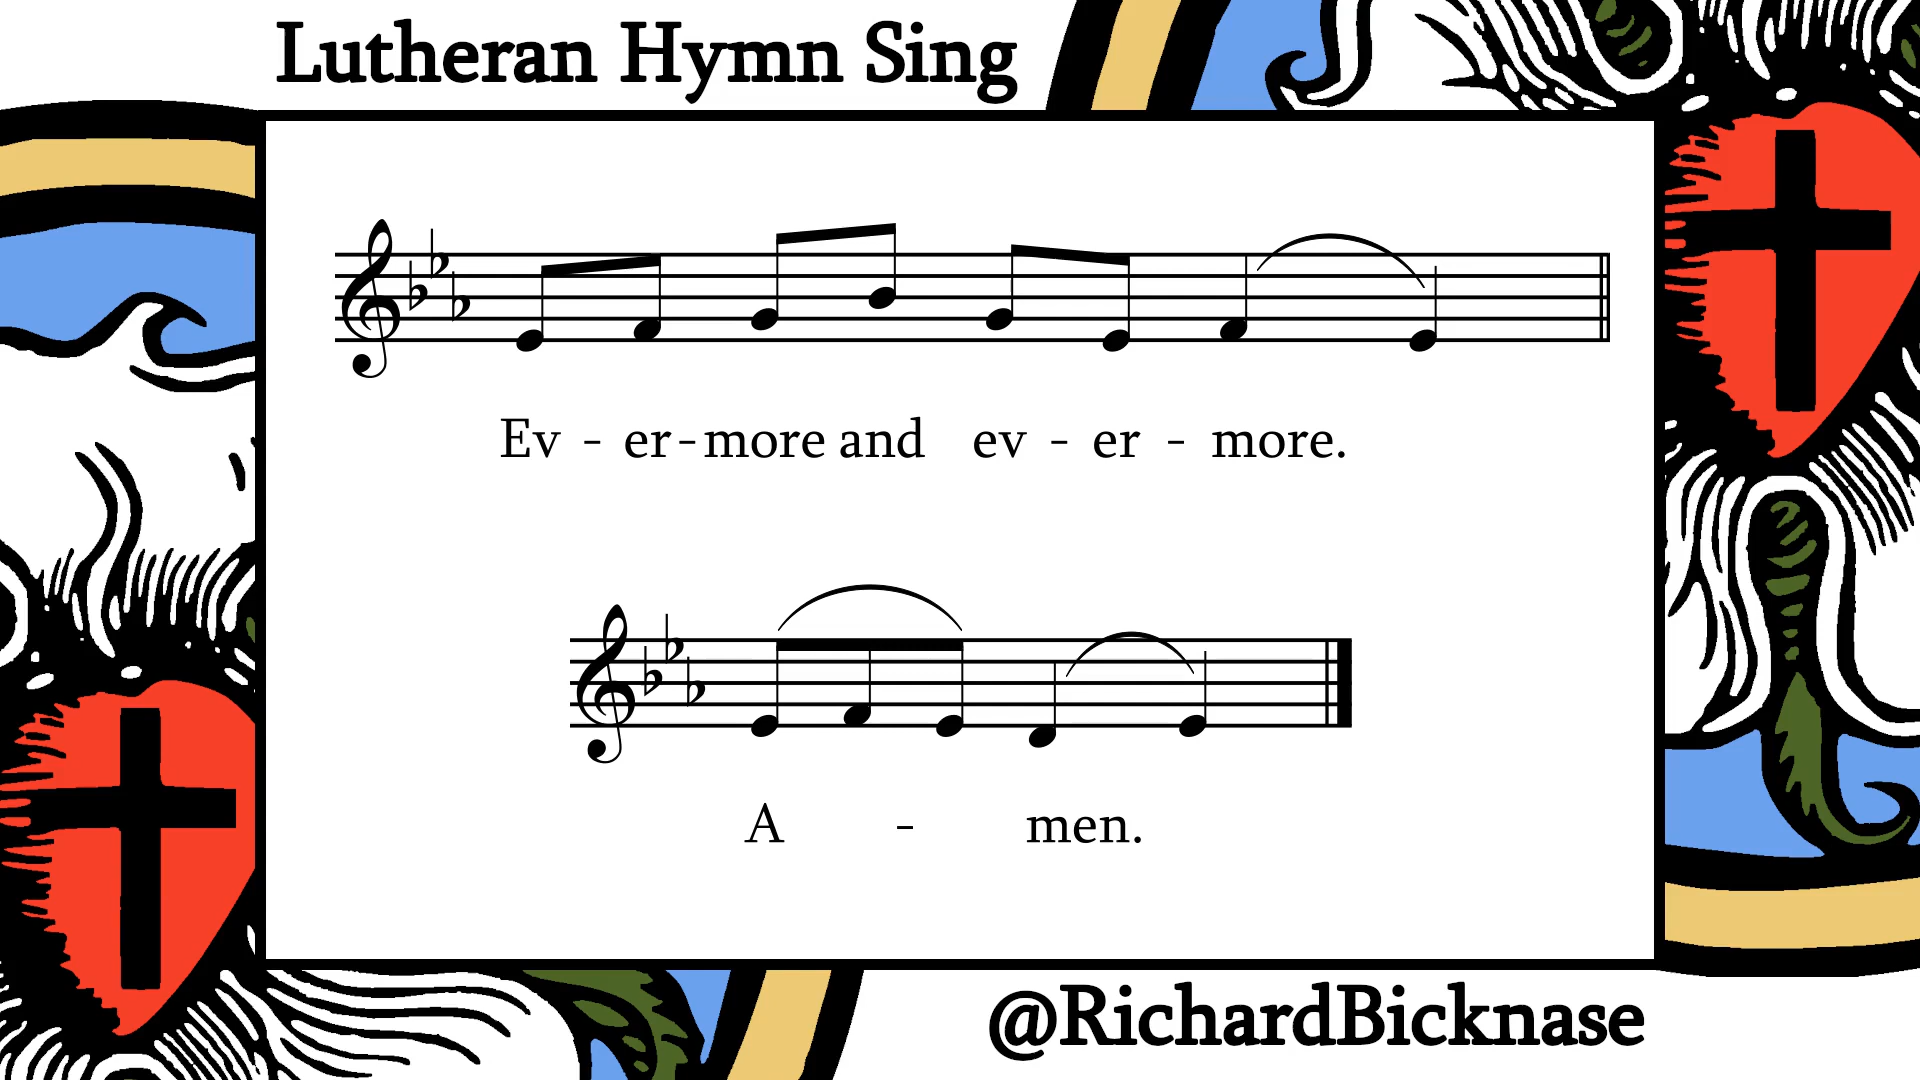 Lutheran Hymn Sing
Ev - er - more and ev - er - more.
A - men.
@RichardBicknase